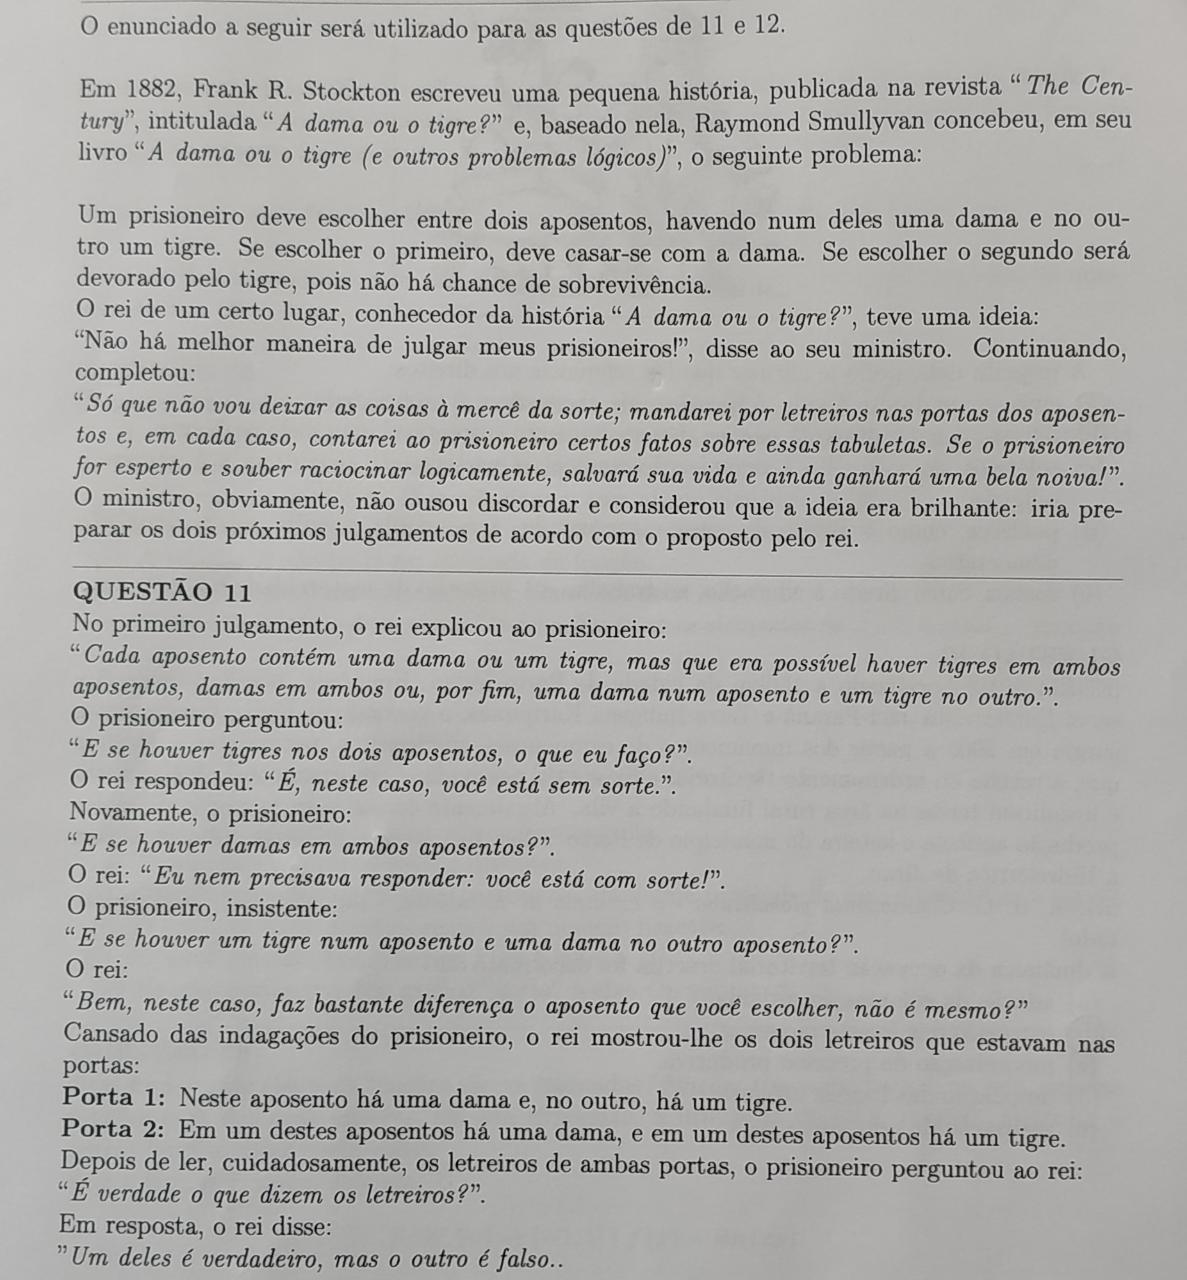 O enunciado a seguir será utilizado para as questões de 11 e 12.
Em 1882, Frank R. Stockton escreveu uma pequena história, publicada na revista “The Cen-
tury”, intitulada “A dama ou o tigre?” e, baseado nela, Raymond Smullyvan concebeu, em seu
livro “A dama ou o tigre (e outros problemas lógicos)”, o seguinte problema:
Um prisioneiro deve escolher entre dois aposentos, havendo num deles uma dama e no ou-
tro um tigre. Se escolher o primeiro, deve casar-se com a dama. Se escolher o segundo será
devorado pelo tigre, pois não há chance de sobrevivência.
O rei de um certo lugar, conhecedor da história “A dama ou o tigre?”, teve uma ideia:
“Não há melhor maneira de julgar meus prisioneiros!”, disse ao seu ministro. Continuando,
completou:
“Só que não vou deixar as coisas à mercê da sorte; mandarei por letreiros nas portas dos aposen-
tos e, em cada caso, contarei ao prisioneiro certos fatos sobre essas tabuletas. Se o prisioneiro
for esperto e souber raciocinar logicamente, salvará sua vida e ainda ganhará uma bela noiva!”.
O ministro, obviamente, não ousou discordar e considerou que a ideia era brilhante: iria pre-
parar os dois próximos julgamentos de acordo com o proposto pelo rei.
QUESTÃO 11
No primeiro julgamento, o rei explicou ao prisioneiro:
“Cada aposento contém uma dama ou um tigre, mas que era possível haver tigres em ambos
aposentos, damas em ambos ou, por fim, uma dama num aposento e um tigre no outro.”.
O prisioneiro perguntou:
“E se houver tigres nos dois aposentos, o que eu faço?”.
O rei respondeu: “É, neste caso, você está sem sorte.”.
Novamente, o prisioneiro:
“E se houver damas em ambos aposentos?”.
O rei: “Eu nem precisava responder: você está com sorte!”.
O prisioneiro, insistente:
“E se houver um tigre num aposento e uma dama no outro aposento?”.
O rei:
“Bem, neste caso, faz bastante diferença o aposento que você escolher, não é mesmo?”
Cansado das indagações do prisioneiro, o rei mostrou-lhe os dois letreiros que estavam nas
portas:
Porta 1: Neste aposento há uma dama e, no outro, há um tigre.
Porta 2: Em um destes aposentos há uma dama, e em um destes aposentos há um tigre.
Depois de ler, cuidadosamente, os letreiros de ambas portas, o prisioneiro perguntou ao rei:
“É verdade o que dizem os letreiros?”.
Em resposta, o rei disse:
”Um deles é verdadeiro, mas o outro é falso..